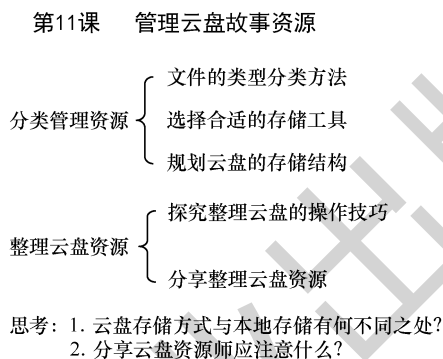 第11课 管理云盘故事资源
分类管理资源
文件的类型分类方法
选择合适的存储工具
规划云盘的存储结构
整理云盘资源
探究整理云盘的操作技巧
分享整理云盘资源
思考：1. 云盘存储方式与本地存储有何不同之处？
2. 分享云盘资源师应注意什么？